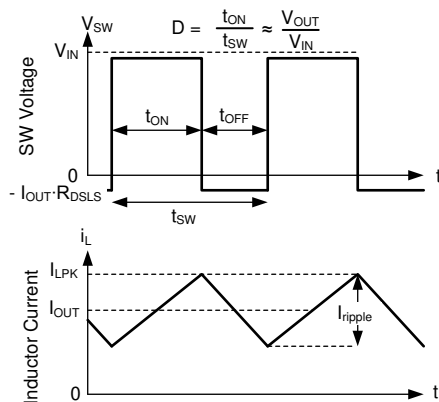 V_SW
D = t_ON / t_SW ≈ V_OUT / V_IN
V_IN
SW Voltage
t_ON
t_OFF
0
t
- I_OUT·R_DSLS
t_SW
i_L
I_LPK
I_OUT
I_ripple
Inductor Current
0
t